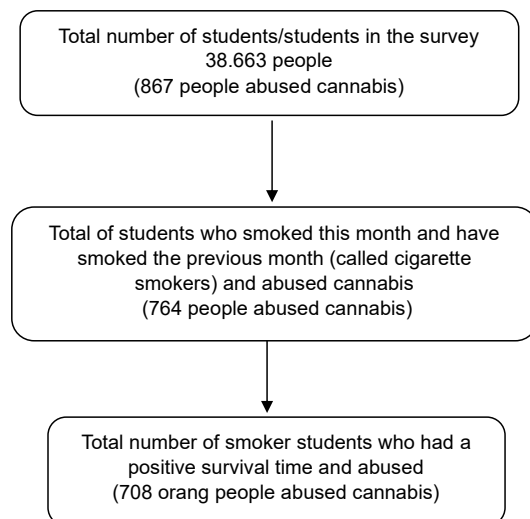 Total number of students/students in the survey
38.663 people
(867 people abused cannabis)
Total of students who smoked this month and have
smoked the previous month (called cigarette
smokers) and abused cannabis
(764 people abused cannabis)
Total number of smoker students who had a
positive survival time and abused
(708 orang people abused cannabis)